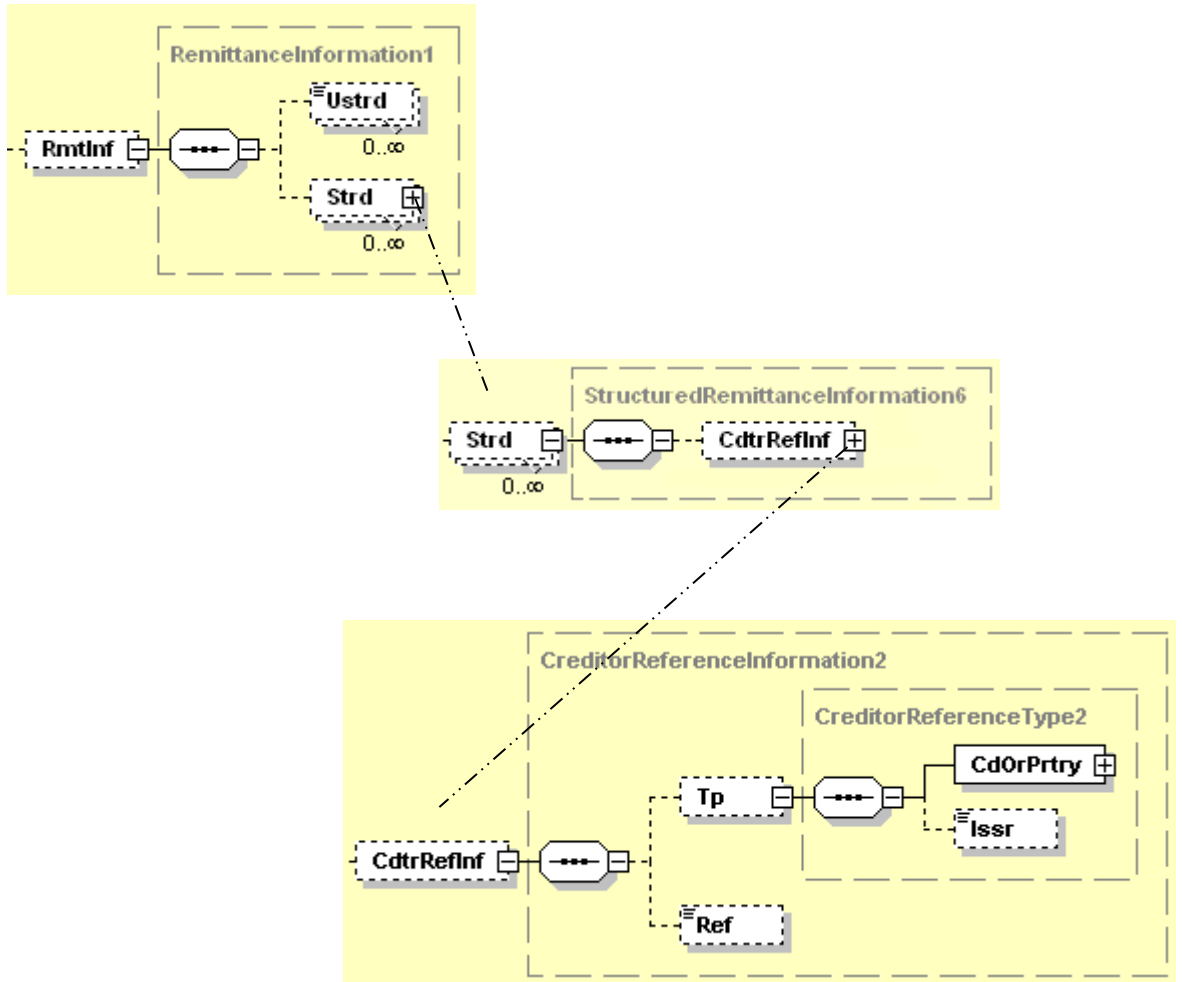 RemittanceInformation1
Ustrd
0..∞
RmtInf
Strd
0..∞
StructuredRemittanceInformation6
Strd
CdtrRefInf
0..∞
CreditorReferenceInformation2
CreditorReferenceType2
CdOrPrtry
Tp
Issr
CdtrRefInf
Ref